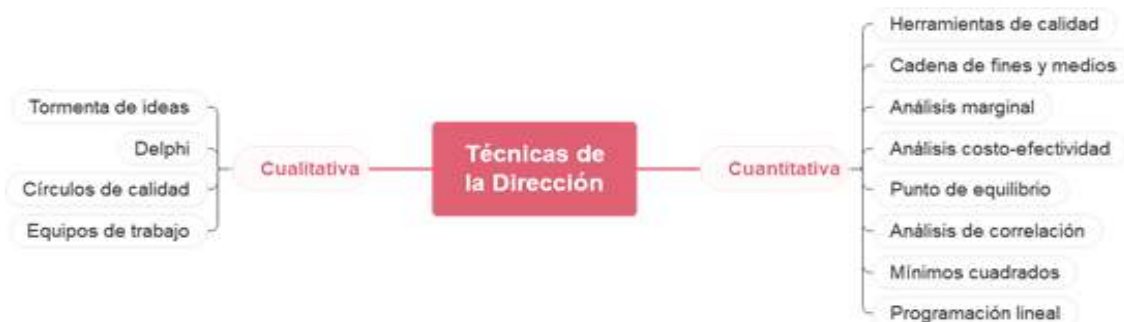 Tormenta de ideas
Delphi
Círculos de calidad
Equipos de trabajo
Cualitativa
Técnicas de
la Dirección
Cuantitativa
Herramientas de calidad
Cadena de fines y medios
Análisis marginal
Análisis costo-efectividad
Punto de equilibrio
Análisis de correlación
Mínimos cuadrados
Programación lineal